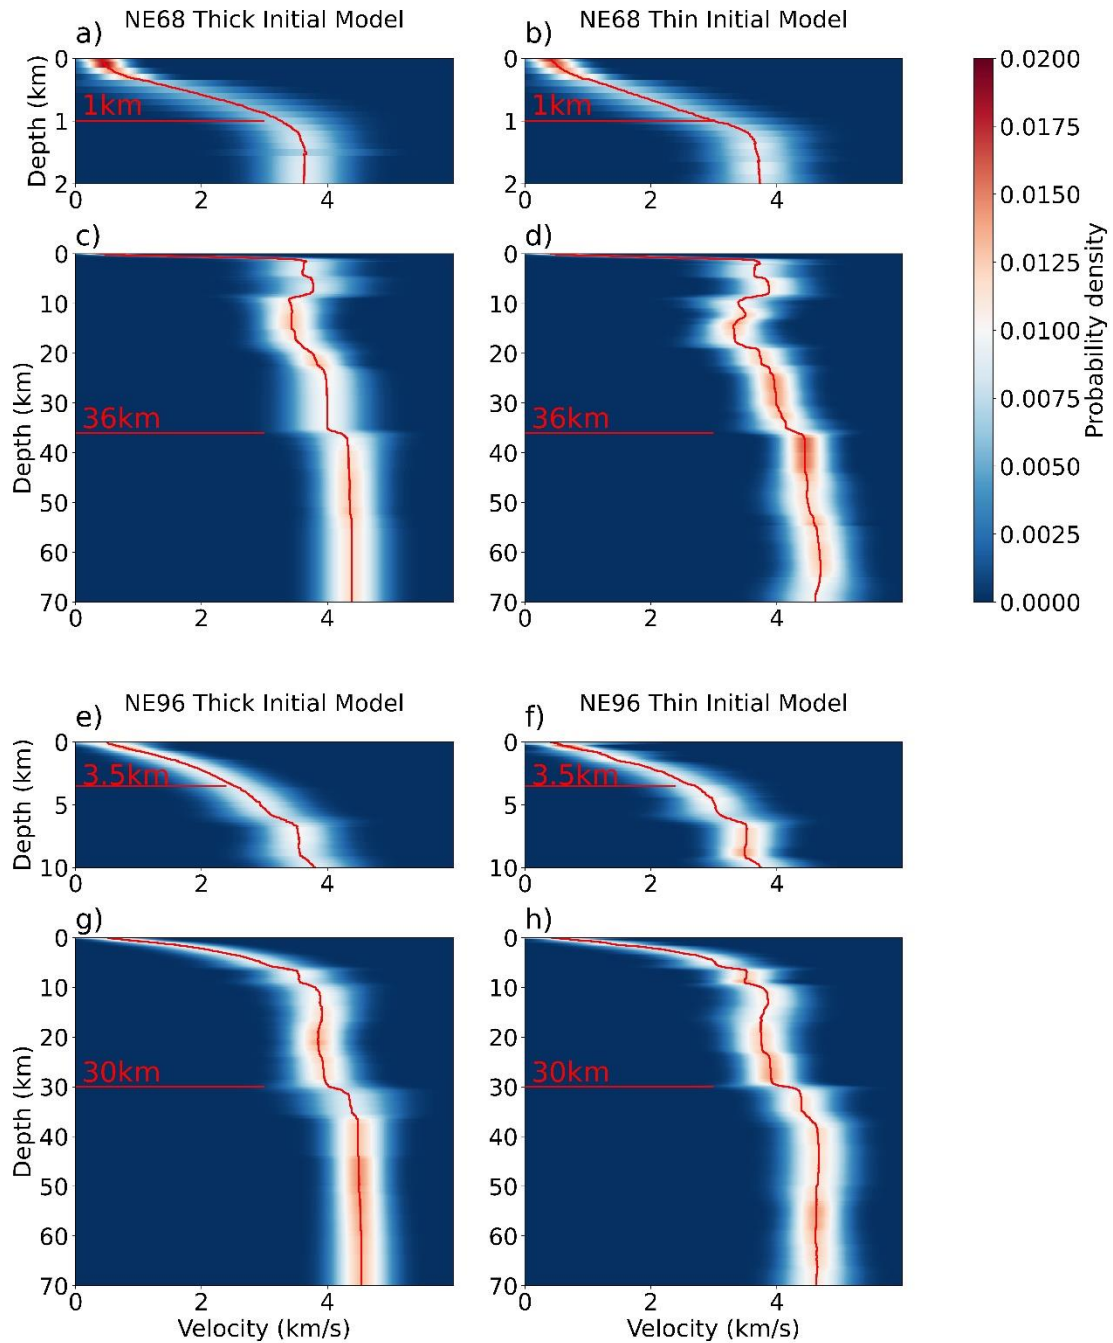 NE68 Thick Initial Model
NE68 Thin Initial Model
a)
b)
0
1
2
Depth (km)
1km
0 2 4
0
1
2
1km
0 2 4
c)
d)
0
10
20
30
40
50
60
70
Depth (km)
36km
0 2 4
0
10
20
30
40
50
60
70
36km
0 2 4
0.0200
0.0175
0.0150
0.0125
0.0100
0.0075
0.0050
0.0025
0.0000
Probability density
NE96 Thick Initial Model
NE96 Thin Initial Model
e)
f)
0
5
10
Depth (km)
3.5km
0 2 4
0
5
10
3.5km
0 2 4
g)
h)
0
10
20
30
40
50
60
70
Depth (km)
30km
0 2 4
Velocity (km/s)
0
10
20
30
40
50
60
70
30km
0 2 4
Velocity (km/s)